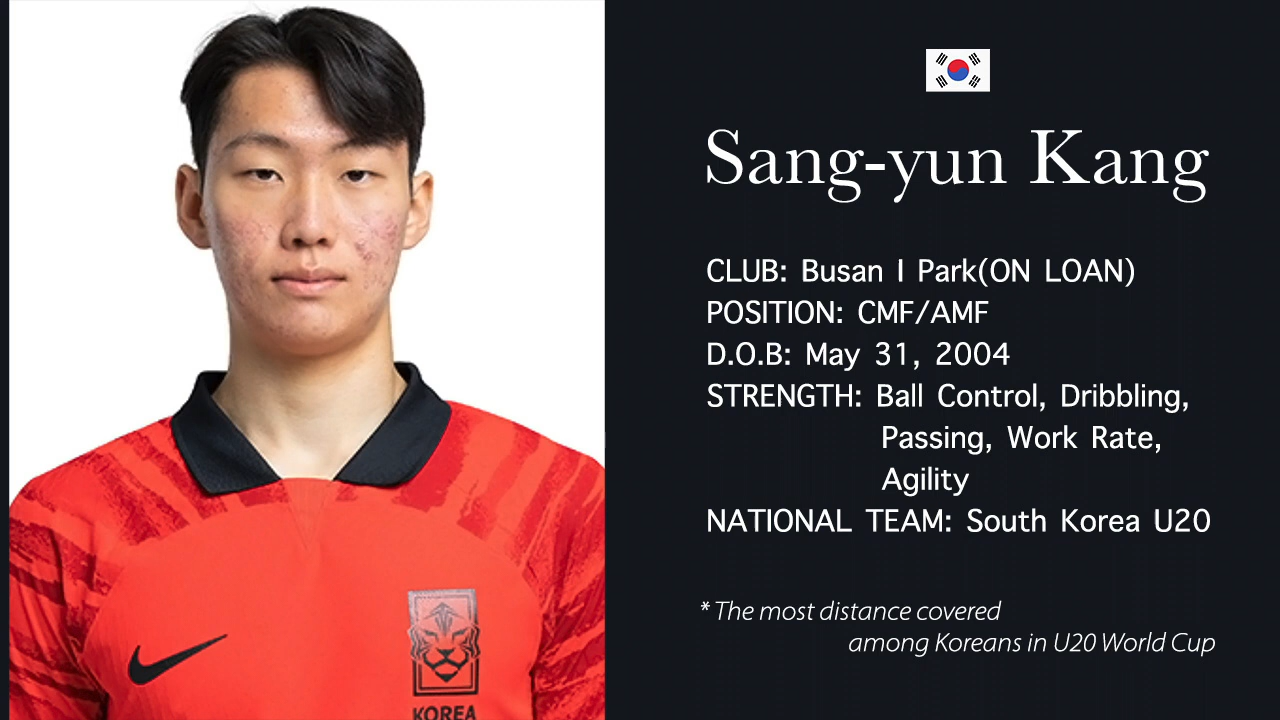 Sang-yun Kang
CLUB: Busan I Park(ON LOAN)
POSITION: CMF/AMF
D.O.B: May 31, 2004
STRENGTH: Ball Control, Dribbling,
Passing, Work Rate,
Agility
NATIONAL TEAM: South Korea U20
* The most distance covered
among Koreans in U20 World Cup
KOREA